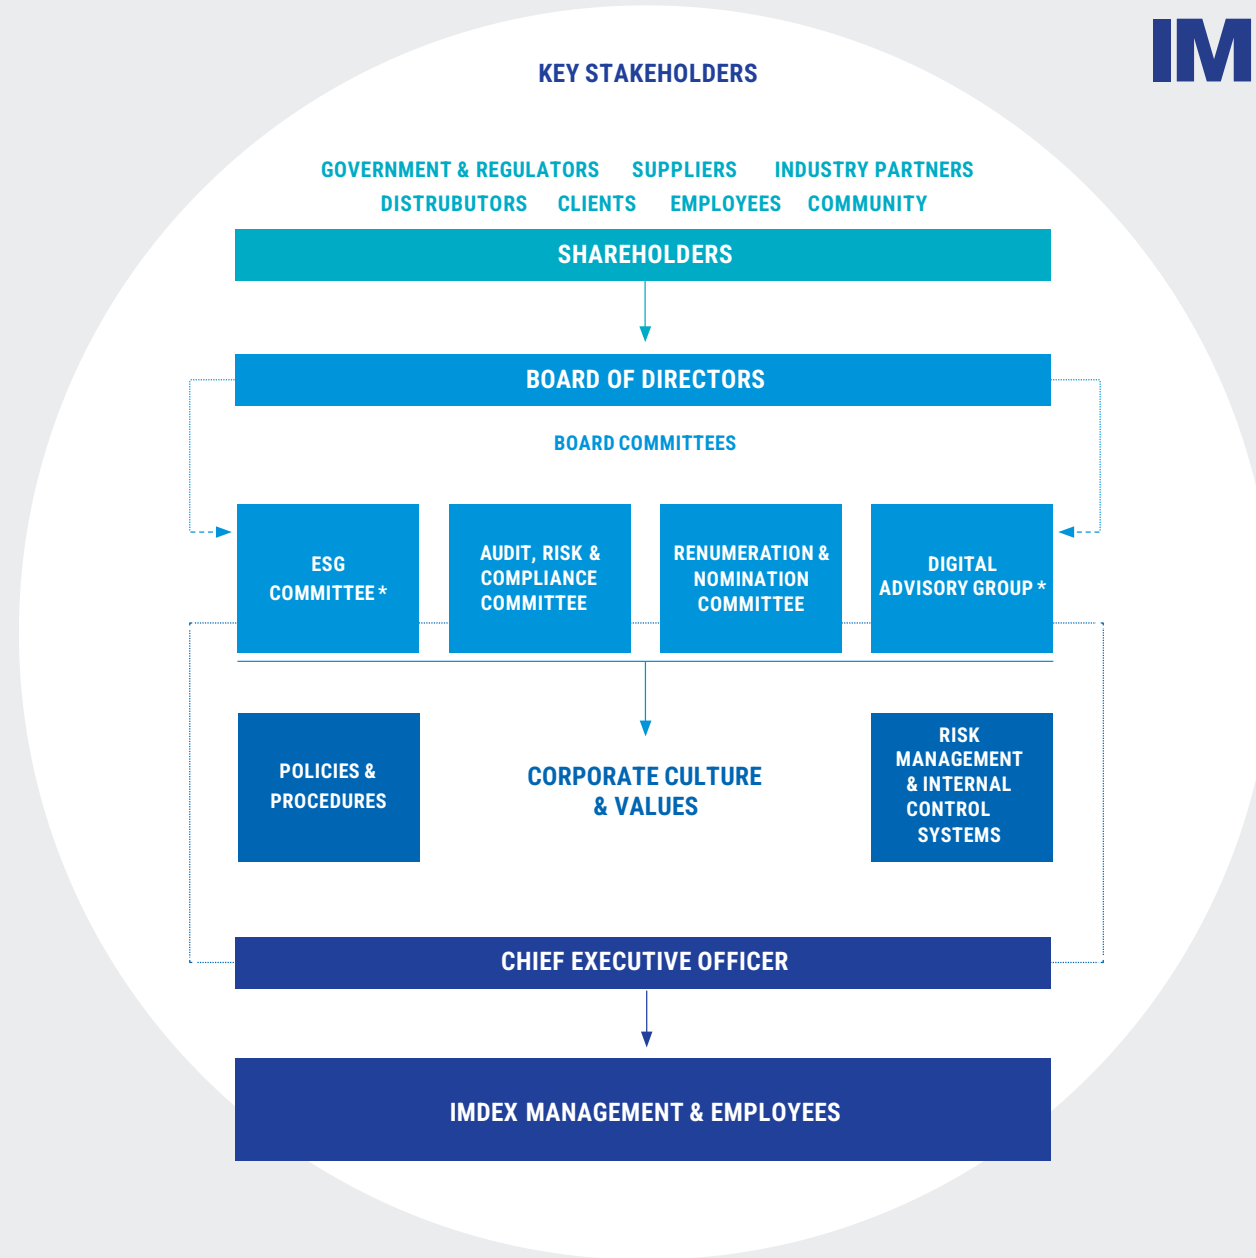 IM
KEY STAKEHOLDERS
GOVERNMENT & REGULATORS SUPPLIERS INDUSTRY PARTNERS
DISTRUBUTORS CLIENTS EMPLOYEES COMMUNITY
SHAREHOLDERS
BOARD OF DIRECTORS
BOARD COMMITTEES
ESG
COMMITTEE *
AUDIT, RISK &
COMPLIANCE
COMMITTEE
RENUMERATION &
NOMINATION
COMMITTEE
DIGITAL
ADVISORY GROUP *
POLICIES &
PROCEDURES
CORPORATE CULTURE
& VALUES
RISK
MANAGEMENT
& INTERNAL
CONTROL
SYSTEMS
CHIEF EXECUTIVE OFFICER
IMDEX MANAGEMENT & EMPLOYEES